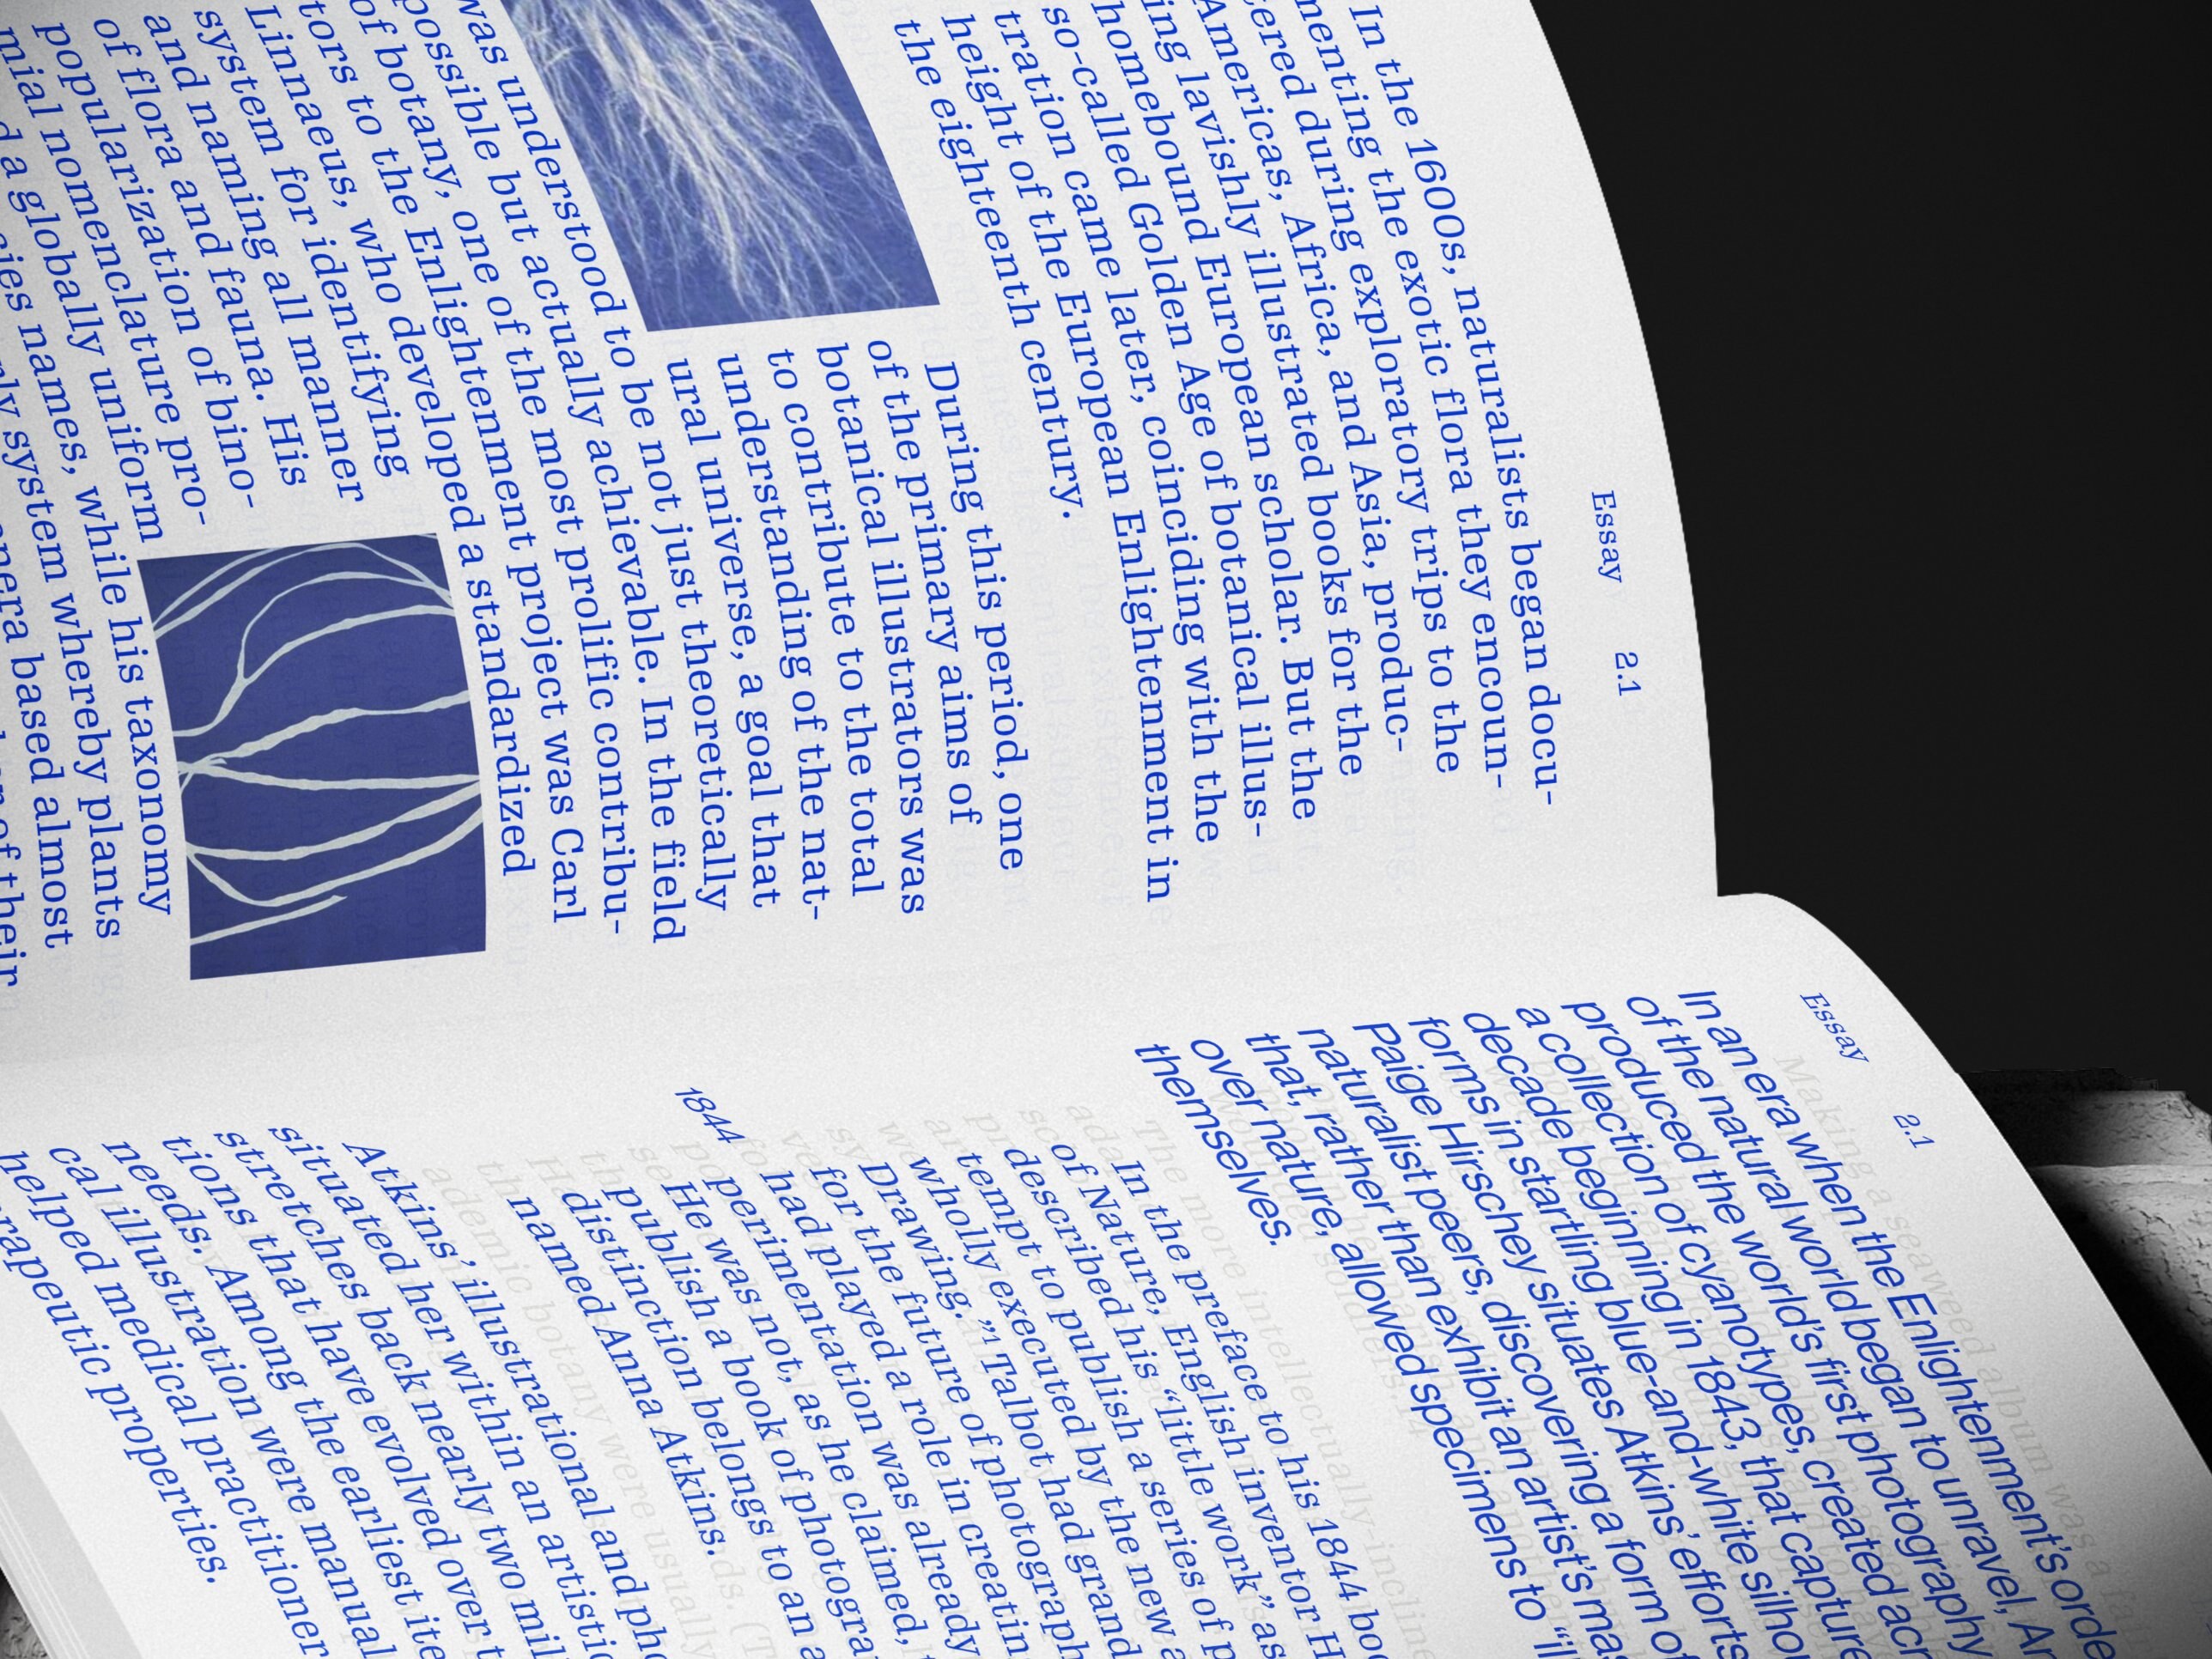 Essay 2.1
In the 1600s, naturalists began docu-
menting the exotic flora they encoun-
tered during exploratory trips to the
Americas, Africa, and Asia, produc-
ing lavishly illustrated books for the
homebound European scholar. But the
so-called Golden Age of botanical illus-
tration came later, coinciding with the
height of the European Enlightenment in
the eighteenth century.
During this period, one
of the primary aims of
botanical illustrators was
to contribute to the total
understanding of the nat-
ural universe, a goal that
was understood to be not just theoretically
possible but actually achievable. In the field
of botany, one of the most prolific contribu-
tors to the Enlightenment project was Carl
Linnaeus, who developed a standardized
system for identifying
and naming all manner
of flora and fauna. His
popularization of bino-
mial nomenclature pro-
a globally uniform
names, while his taxonomy
system whereby plants
based almost
of their
Essay 2.1
In an era when the Enlightenment's orde
of the natural world began to unravel, An
produced the world's first photography
a collection of cyanotypes, created acr
decade beginning in 1843, that capture
forms in startling blue-and-white silhou
Paige Hirschey situates Atkins' efforts
naturalist peers, discovering a form of
that, rather than exhibit an artist's mas
over nature, allowed specimens to "il
themselves.
In the preface to his 1844 boo
of Nature, English inventor H
described his "little work" as
tempt to publish a series of p
wholly executed by the new a
Drawing."1 Talbot had grand
for the future of photograph
had played a role in creatin
perimentation was already
He was not, as he claimed,
publish a book of photogra
distinction belongs to an a
named Anna Atkins.
1844
Atkins' illustrational and pho
situated her within an artistic
stretches back nearly two mil
tions that have evolved over t
needs. Among the earliest ite
cal illustration were manual
helped medical practitioner
rapeutic properties.